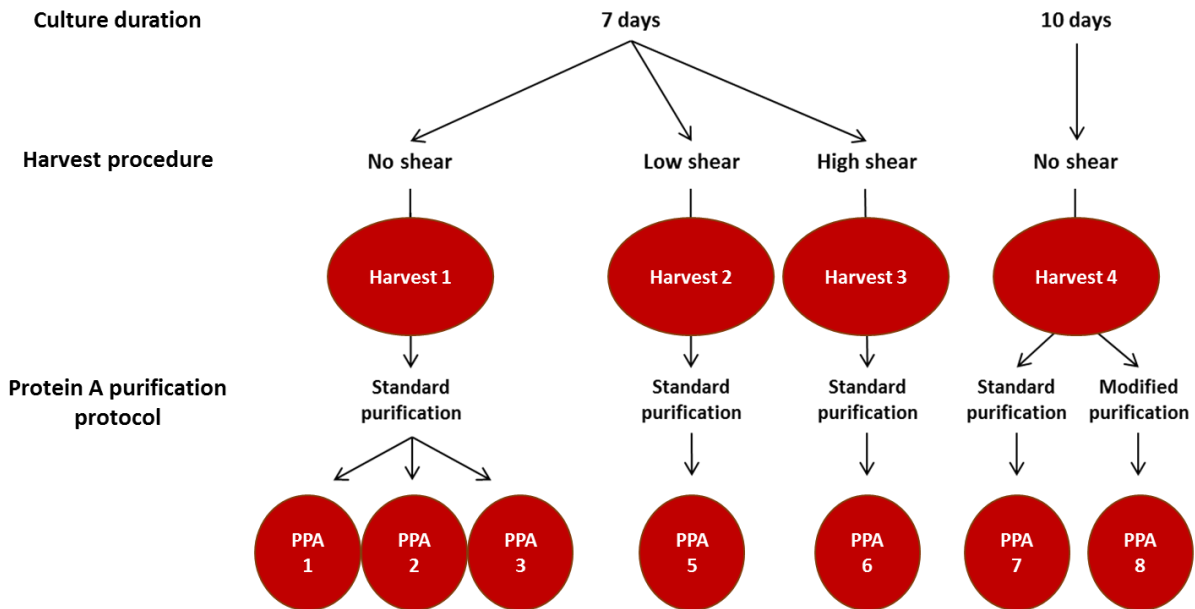 Culture duration
7 days
10 days
Harvest procedure
No shear
Low shear
High shear
No shear
Harvest 1
Harvest 2
Harvest 3
Harvest 4
Protein A purification
protocol
Standard
purification
Standard
purification
Standard
purification
Standard
purification
Modified
purification
PPA
1
PPA
2
PPA
3
PPA
5
PPA
6
PPA
7
PPA
8